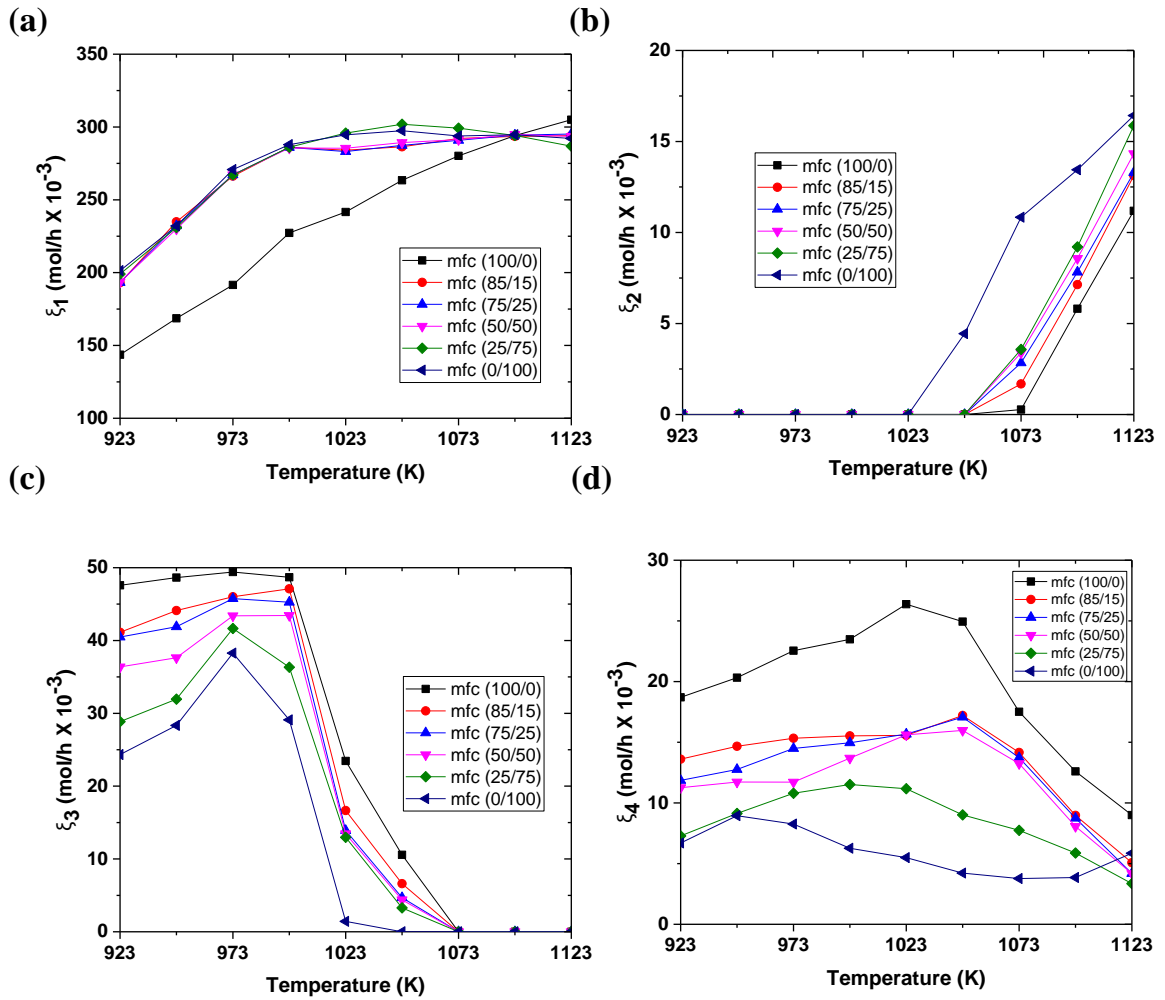 (a)
350
300
250
200
150
100
ξ1 (mol/h X 10-3)
mfc (100/0)
mfc (85/15)
mfc (75/25)
mfc (50/50)
mfc (25/75)
mfc (0/100)
923 973 1023 1073 1123
Temperature (K)
(b)
20
15
10
5
0
ξ2 (mol/h X 10-3)
mfc (100/0)
mfc (85/15)
mfc (75/25)
mfc (50/50)
mfc (25/75)
mfc (0/100)
923 973 1023 1073 1123
Temperature (K)
(c)
50
40
30
20
10
0
ξ3 (mol/h X 10-3)
mfc (100/0)
mfc (85/15)
mfc (75/25)
mfc (50/50)
mfc (25/75)
mfc (0/100)
923 973 1023 1073 1123
Temperature (K)
(d)
30
20
10
0
ξ4 (mol/h X 10-3)
mfc (100/0)
mfc (85/15)
mfc (75/25)
mfc (50/50)
mfc (25/75)
mfc (0/100)
923 973 1023 1073 1123
Temperature (K)